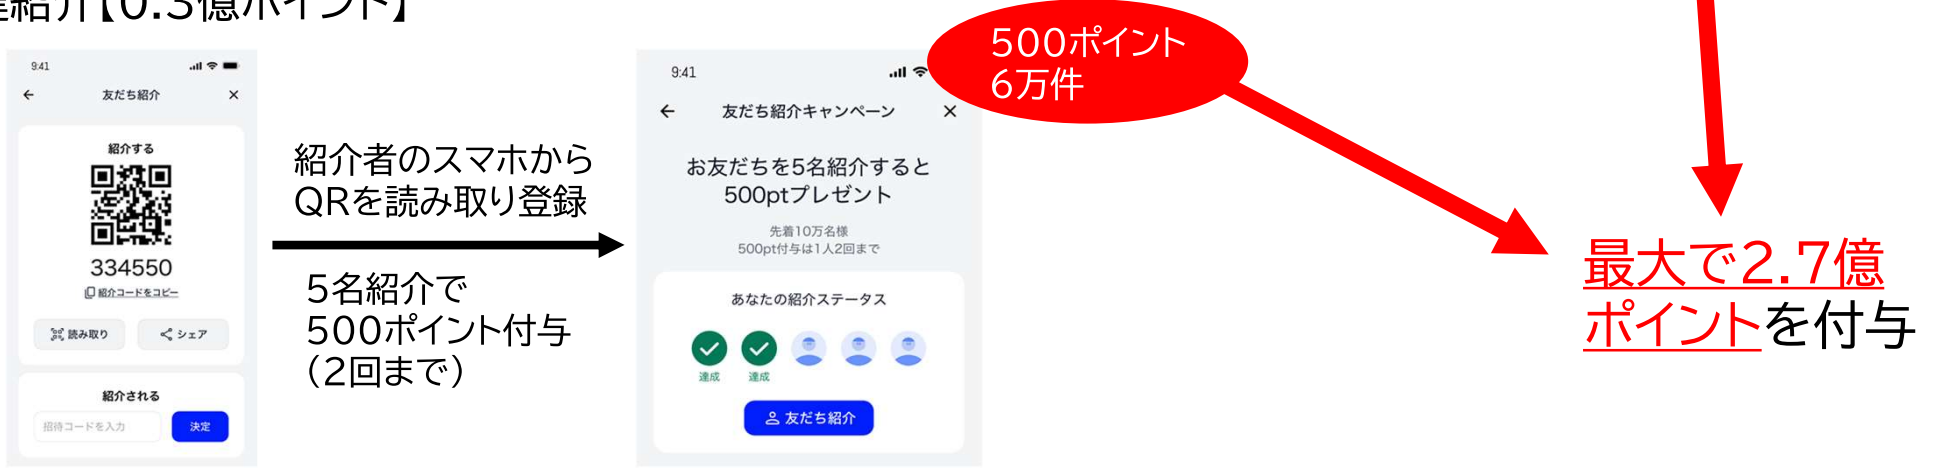 紹介【0.3億ポイント】
9:41
友だち紹介
紹介する
334550
紹介コードをコピー
読み取り
シェア
紹介される
招待コードを入力
決定
紹介者のスマホから
QRを読み取り登録
5名紹介で
500ポイント付与
（2回まで）
9:41
友だち紹介キャンペーン
お友だちを5名紹介すると
500ptプレゼント
先着10万名様
500pt付与は1人2回まで
あなたの紹介ステータス
達成
達成
友だち紹介
500ポイント
6万件
最大で2.7億
ポイントを付与